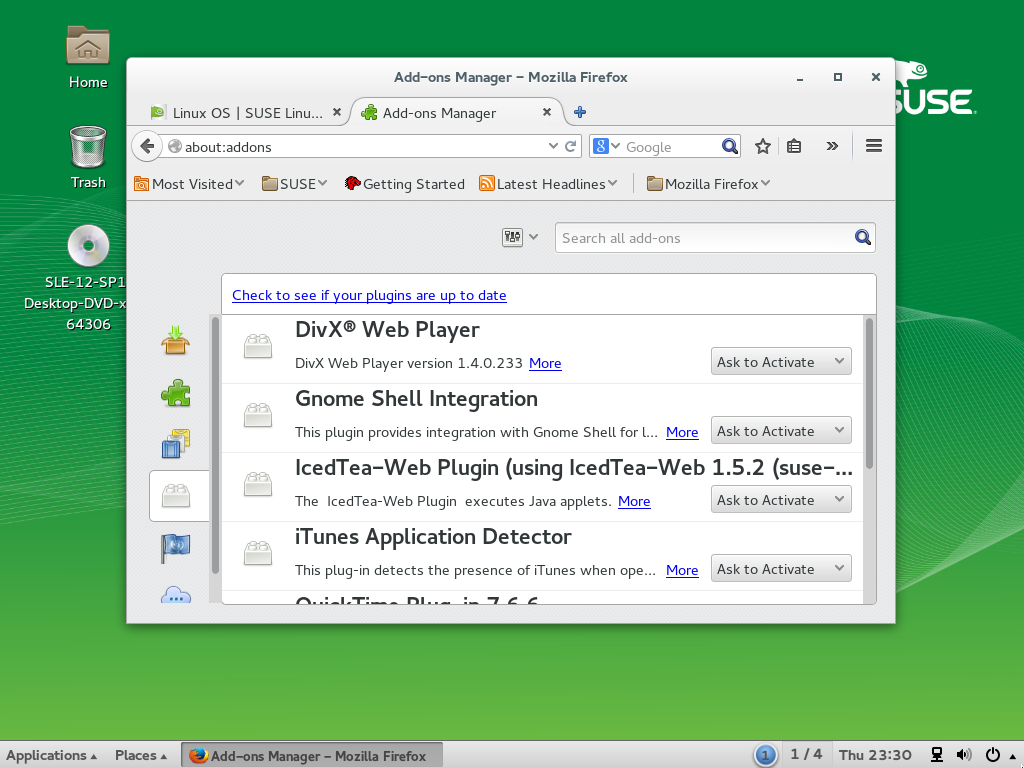 Home
Trash
SLE-12-SP1
Desktop-DVD-x
64306
SUSE
Add-ons Manager - Mozilla Firefox
Linux OS | SUSE Linu...
Add-ons Manager
about:addons
Google
Most Visited
SUSE
Getting Started
Latest Headlines
Mozilla Firefox
Search all add-ons
Check to see if your plugins are up to date
DivX® Web Player
DivX Web Player version 1.4.0.233 More
Ask to Activate
Gnome Shell Integration
This plugin provides integration with Gnome Shell for l... More
Ask to Activate
IcedTea-Web Plugin (using IcedTea-Web 1.5.2 (suse-...
The IcedTea-Web Plugin executes Java applets. More
Ask to Activate
iTunes Application Detector
This plug-in detects the presence of iTunes when ope... More
Ask to Activate
QuickTime Plug-in 7.6.6
Applications
Places
Add-ons Manager - Mozilla Firefox
1
1 / 4
Thu 23:30